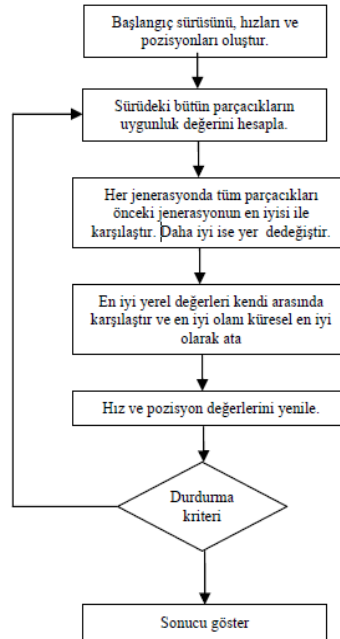 Başlangıç sürüsünü, hızları ve
pozisyonları oluştur.
Sürüdeki bütün parçacıkların
uygunluk değerini hesapla.
Her jenerasyonda tüm parçacıkları
önceki jenerasyonun en iyisi ile
karşılaştır. Daha iyi ise yer dedeğiştir.
En iyi yerel değerleri kendi arasında
karşılaştır ve en iyi olanı küresel en iyi
olarak ata
Hız ve pozisyon değerlerini yenile.
Durdurma
kriteri
Sonucu göster